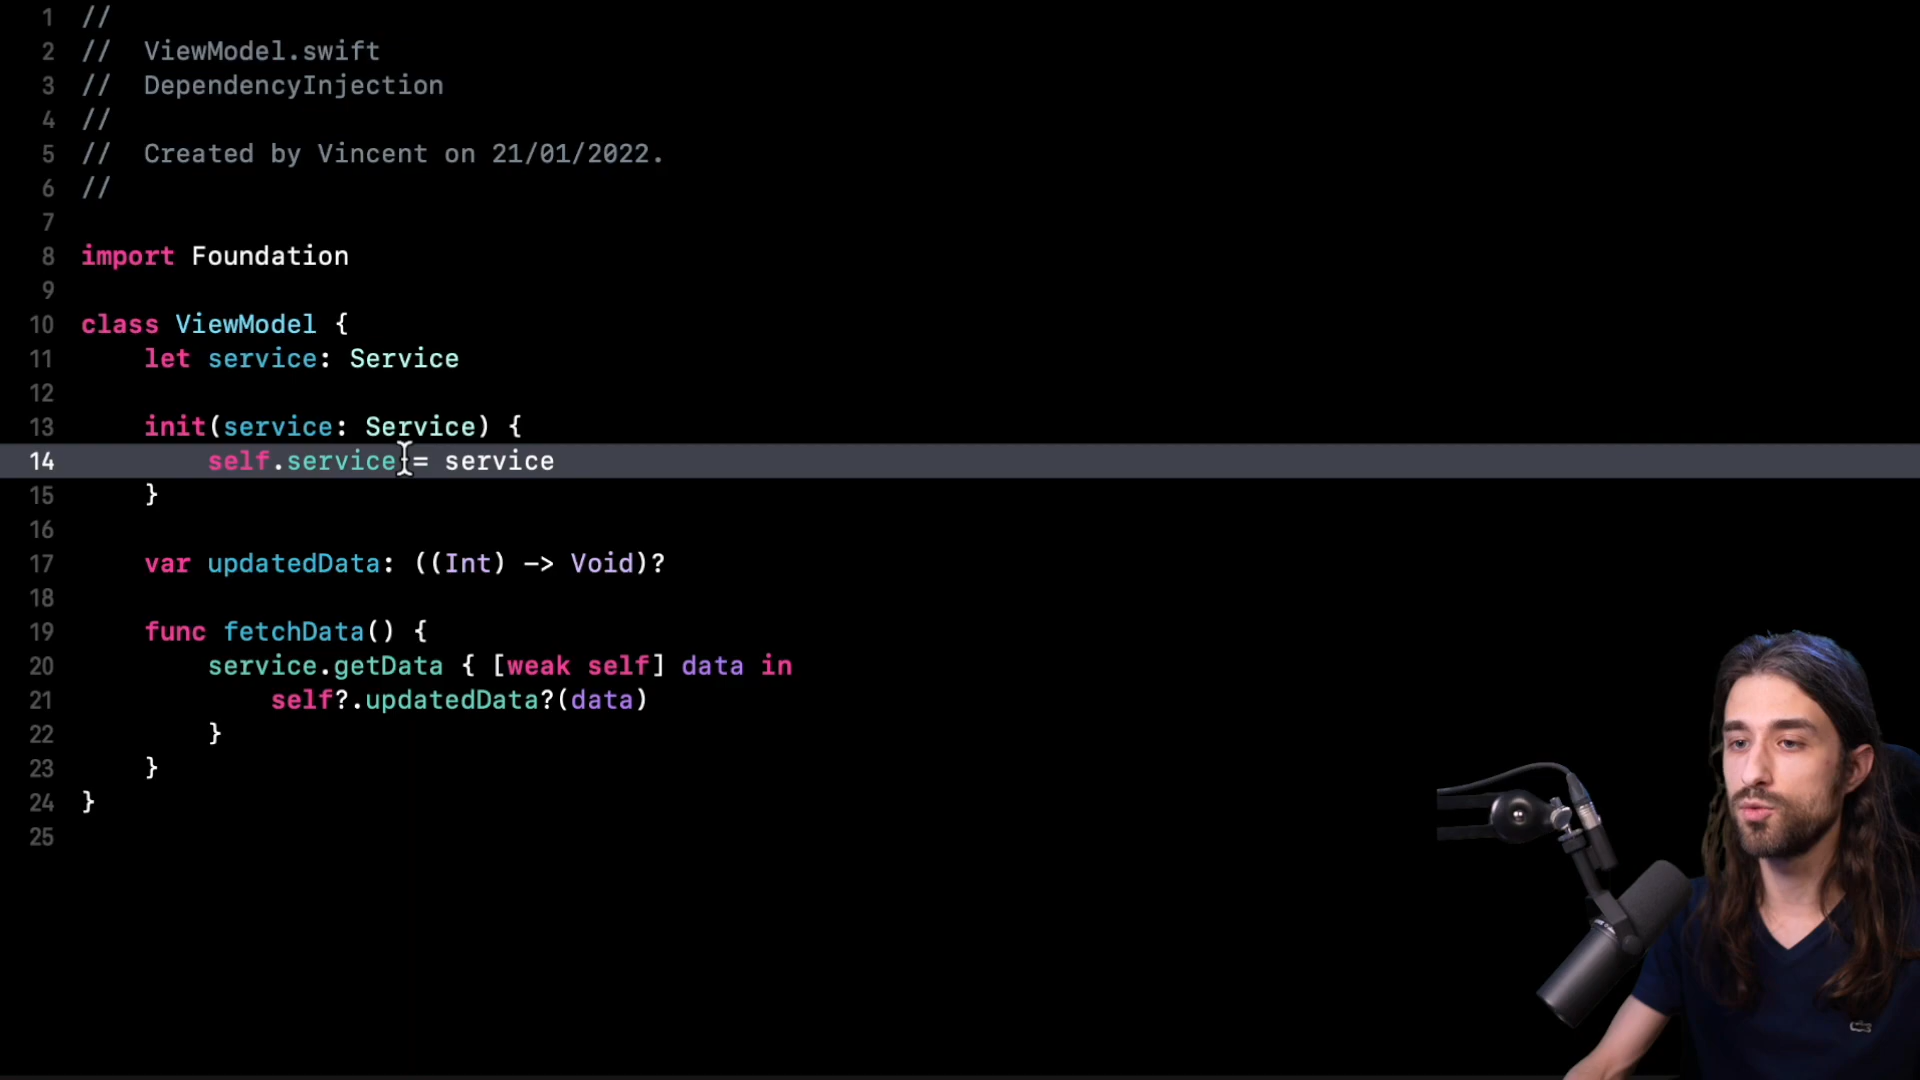 1 //
2 //  ViewModel.swift
3 //  DependencyInjection
4 //
5 //  Created by Vincent on 21/01/2022.
6 //
7
8 import Foundation
9
10 class ViewModel {
11     let service: Service
12
13     init(service: Service) {
14         self.service = service
15     }
16
17     var updatedData: ((Int) -> Void)?
18
19     func fetchData() {
20         service.getData { [weak self] data in
21             self?.updatedData?(data)
22         }
23     }
24 }
25